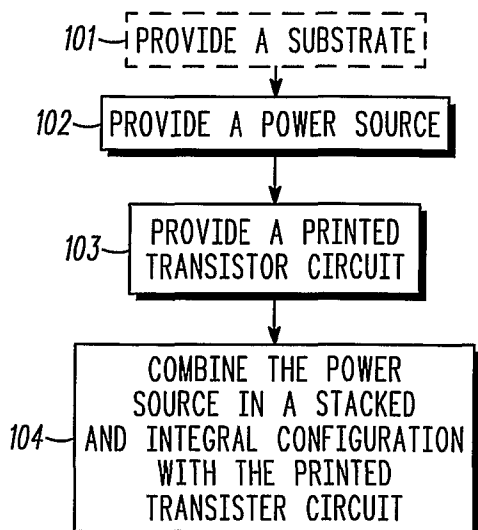 101 PROVIDE A SUBSTRATE
102 PROVIDE A POWER SOURCE
103 PROVIDE A PRINTED
TRANSISTOR CIRCUIT
COMBINE THE POWER
SOURCE IN A STACKED
104 AND INTEGRAL CONFIGURATION
WITH THE PRINTED
TRANSISTER CIRCUIT